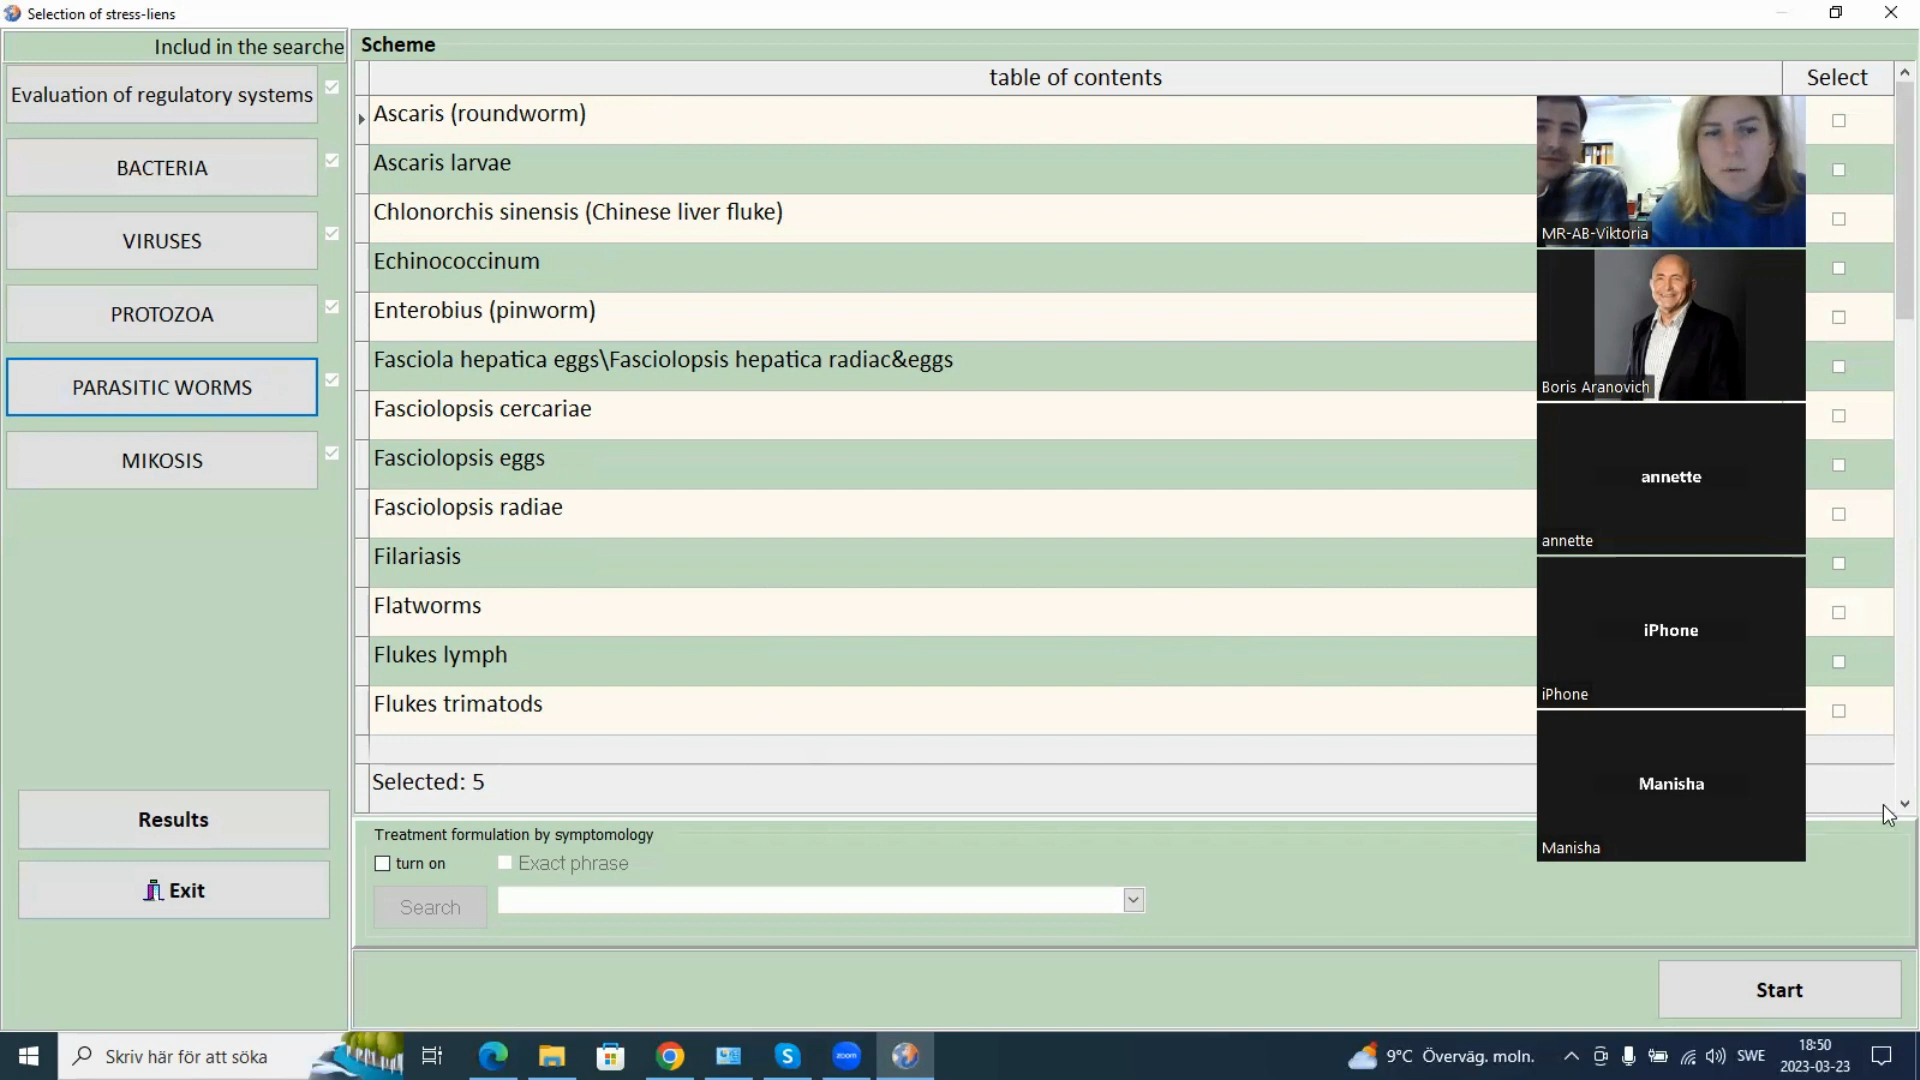 Selection of stress-liens
Includ in the searche
Evaluation of regulatory systems
BACTERIA
VIRUSES
PROTOZOA
PARASITIC WORMS
MIKOSIS
Results
Exit
Scheme
table of contents
Select
Ascaris (roundworm)
Ascaris larvae
Chlonorchis sinensis (Chinese liver fluke)
Echinococcinum
Enterobius (pinworm)
Fasciola hepatica eggs\Fasciolopsis hepatica radiac&eggs
Fasciolopsis cercariae
Fasciolopsis eggs
Fasciolopsis radiae
Filariasis
Flatworms
Flukes lymph
Flukes trimatods
Selected: 5
MR-AB-Viktoria
Boris Aranovich
annette
annette
iPhone
iPhone
Manisha
Manisha
Treatment formulation by symptomology
turn on
Exact phrase
Search
Start
Skriv här för att söka
zoom
9°C Överväg. moln.
SWE
18:50
2023-03-23